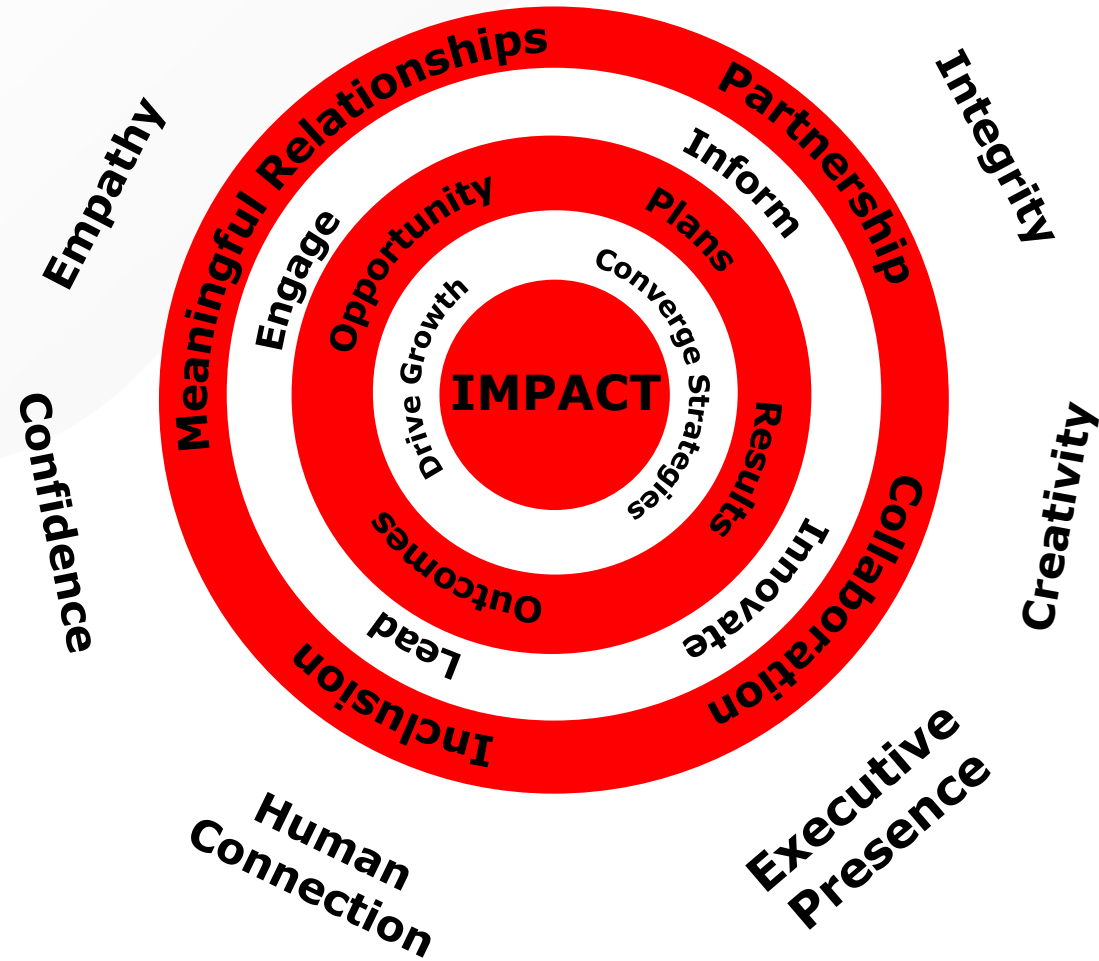 Meaningful Relationships
Partnership
Collaboration
Inclusion
Engage
Inform
Innovate
Lead
Opportunity
Plans
Results
Outcomes
Drive Growth
Converge Strategies
IMPACT
Empathy
Integrity
Creativity
Executive
Presence
Human
Connection
Confidence